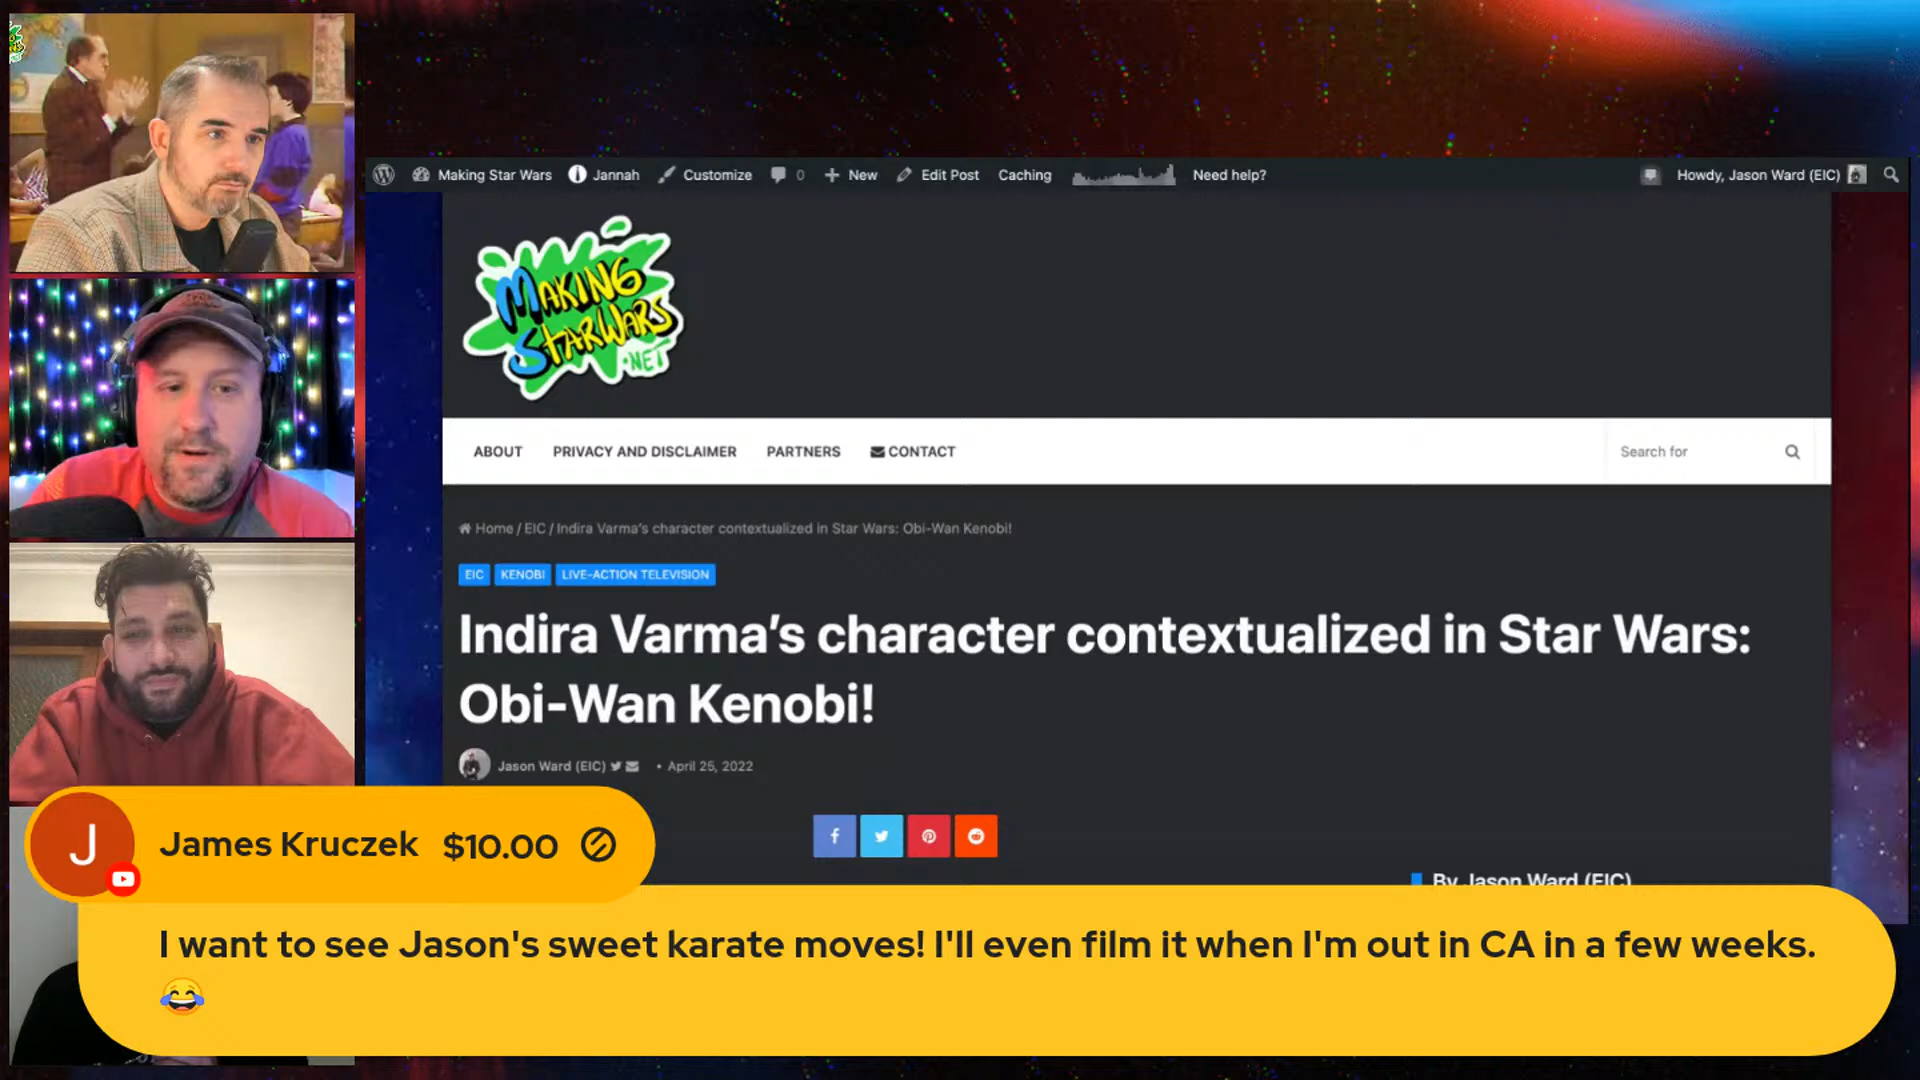 Making Star Wars Jannah Customize 0 New Edit Post Caching Need help? Howdy, Jason Ward (EIC)
MAKING
STARWARS
.NET
ABOUT PRIVACY AND DISCLAIMER PARTNERS CONTACT Search for
Home / EIC / Indira Varma's character contextualized in Star Wars: Obi-Wan Kenobi!
EIC KENOBI LIVE-ACTION TELEVISION
Indira Varma's character contextualized in Star Wars:
Obi-Wan Kenobi!
Jason Ward (EIC) • April 25, 2022
By Jason Ward (EIC)
J James Kruczek $10.00
I want to see Jason's sweet karate moves! I'll even film it when I'm out in CA in a few weeks.
😂